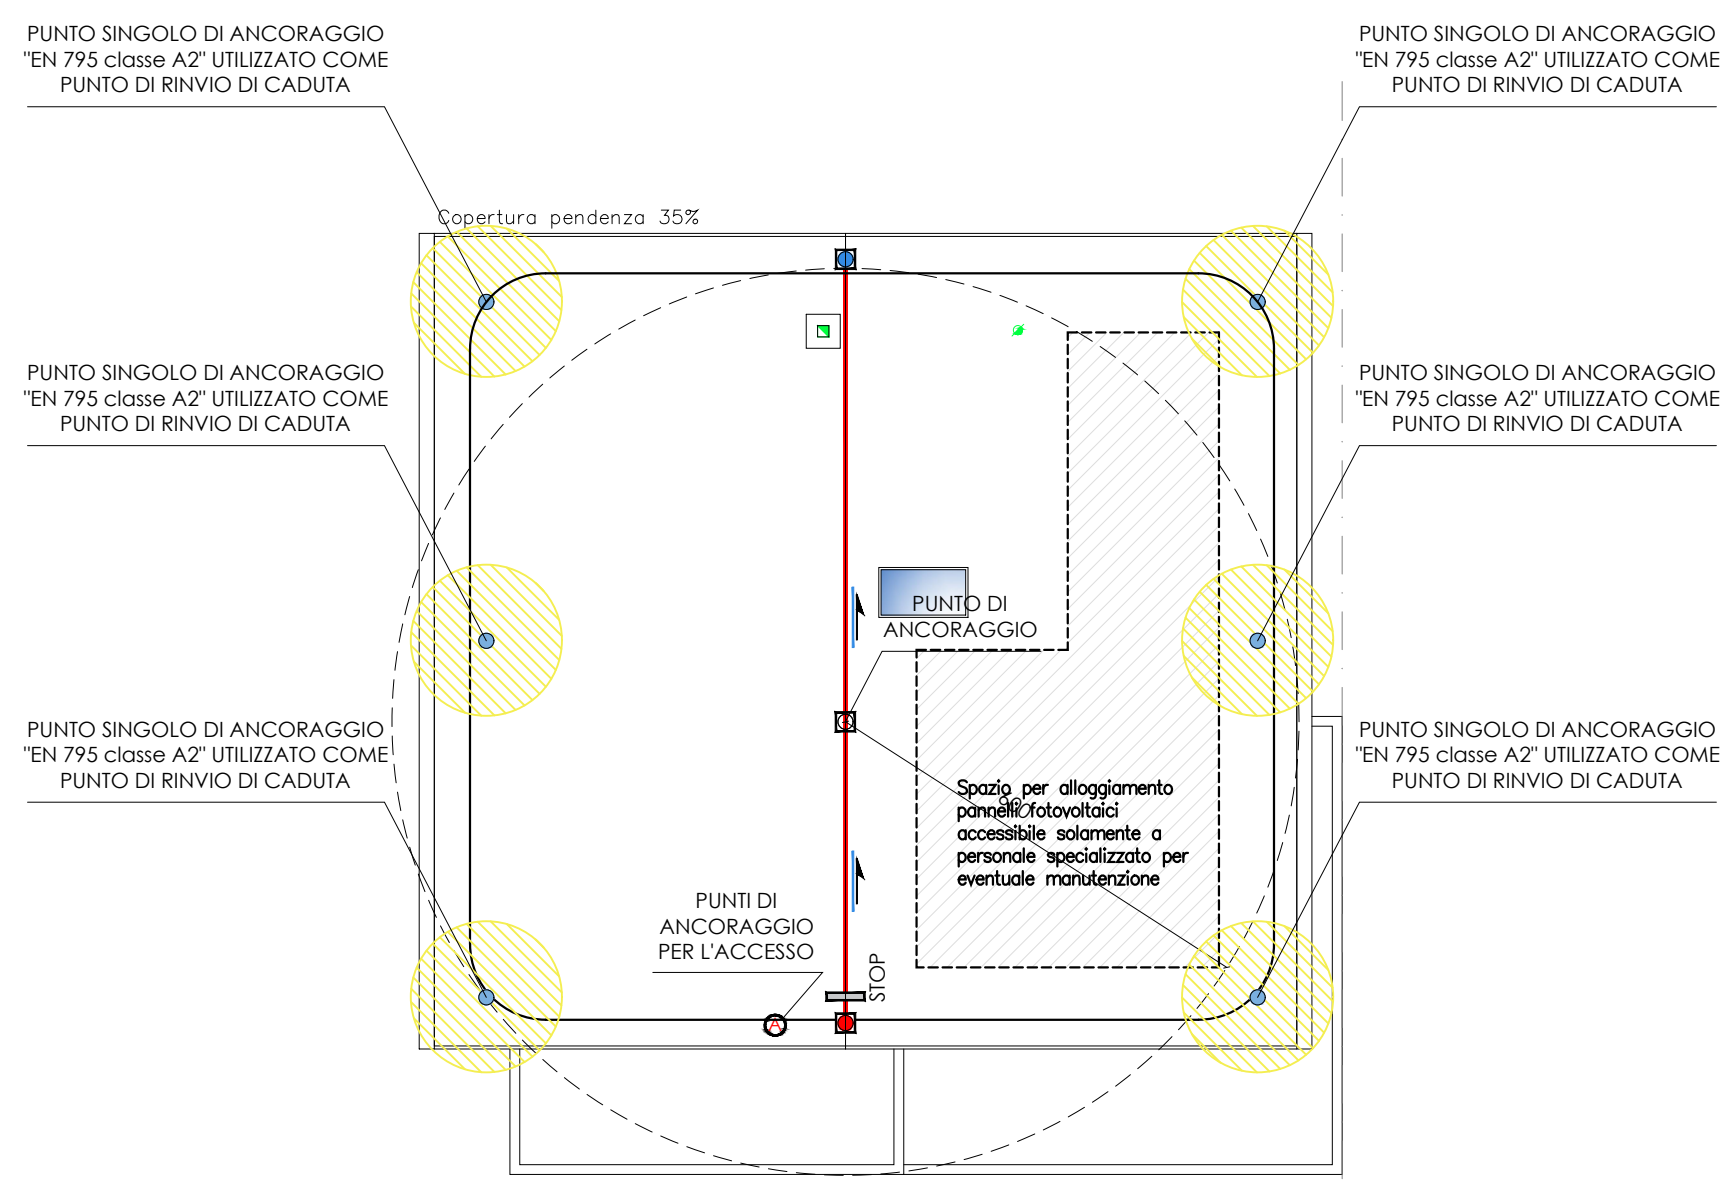 PUNTO SINGOLO DI ANCORAGGIO
"EN 795 classe A2" UTILIZZATO COME
PUNTO DI RINVIO DI CADUTA
PUNTO SINGOLO DI ANCORAGGIO
"EN 795 classe A2" UTILIZZATO COME
PUNTO DI RINVIO DI CADUTA
Copertura pendenza 35%
PUNTO SINGOLO DI ANCORAGGIO
"EN 795 classe A2" UTILIZZATO COME
PUNTO DI RINVIO DI CADUTA
PUNTO SINGOLO DI ANCORAGGIO
"EN 795 classe A2" UTILIZZATO COME
PUNTO DI RINVIO DI CADUTA
PUNTO DI
ANCORAGGIO
PUNTO SINGOLO DI ANCORAGGIO
"EN 795 classe A2" UTILIZZATO COME
PUNTO DI RINVIO DI CADUTA
PUNTO SINGOLO DI ANCORAGGIO
"EN 795 classe A2" UTILIZZATO COME
PUNTO DI RINVIO DI CADUTA
Spazio per alloggiamento
pannelli fotovoltaici
accessibile solamente a
personale specializzato per
eventuale manutenzione
PUNTI DI
ANCORAGGIO
PER L'ACCESSO
STOP
A